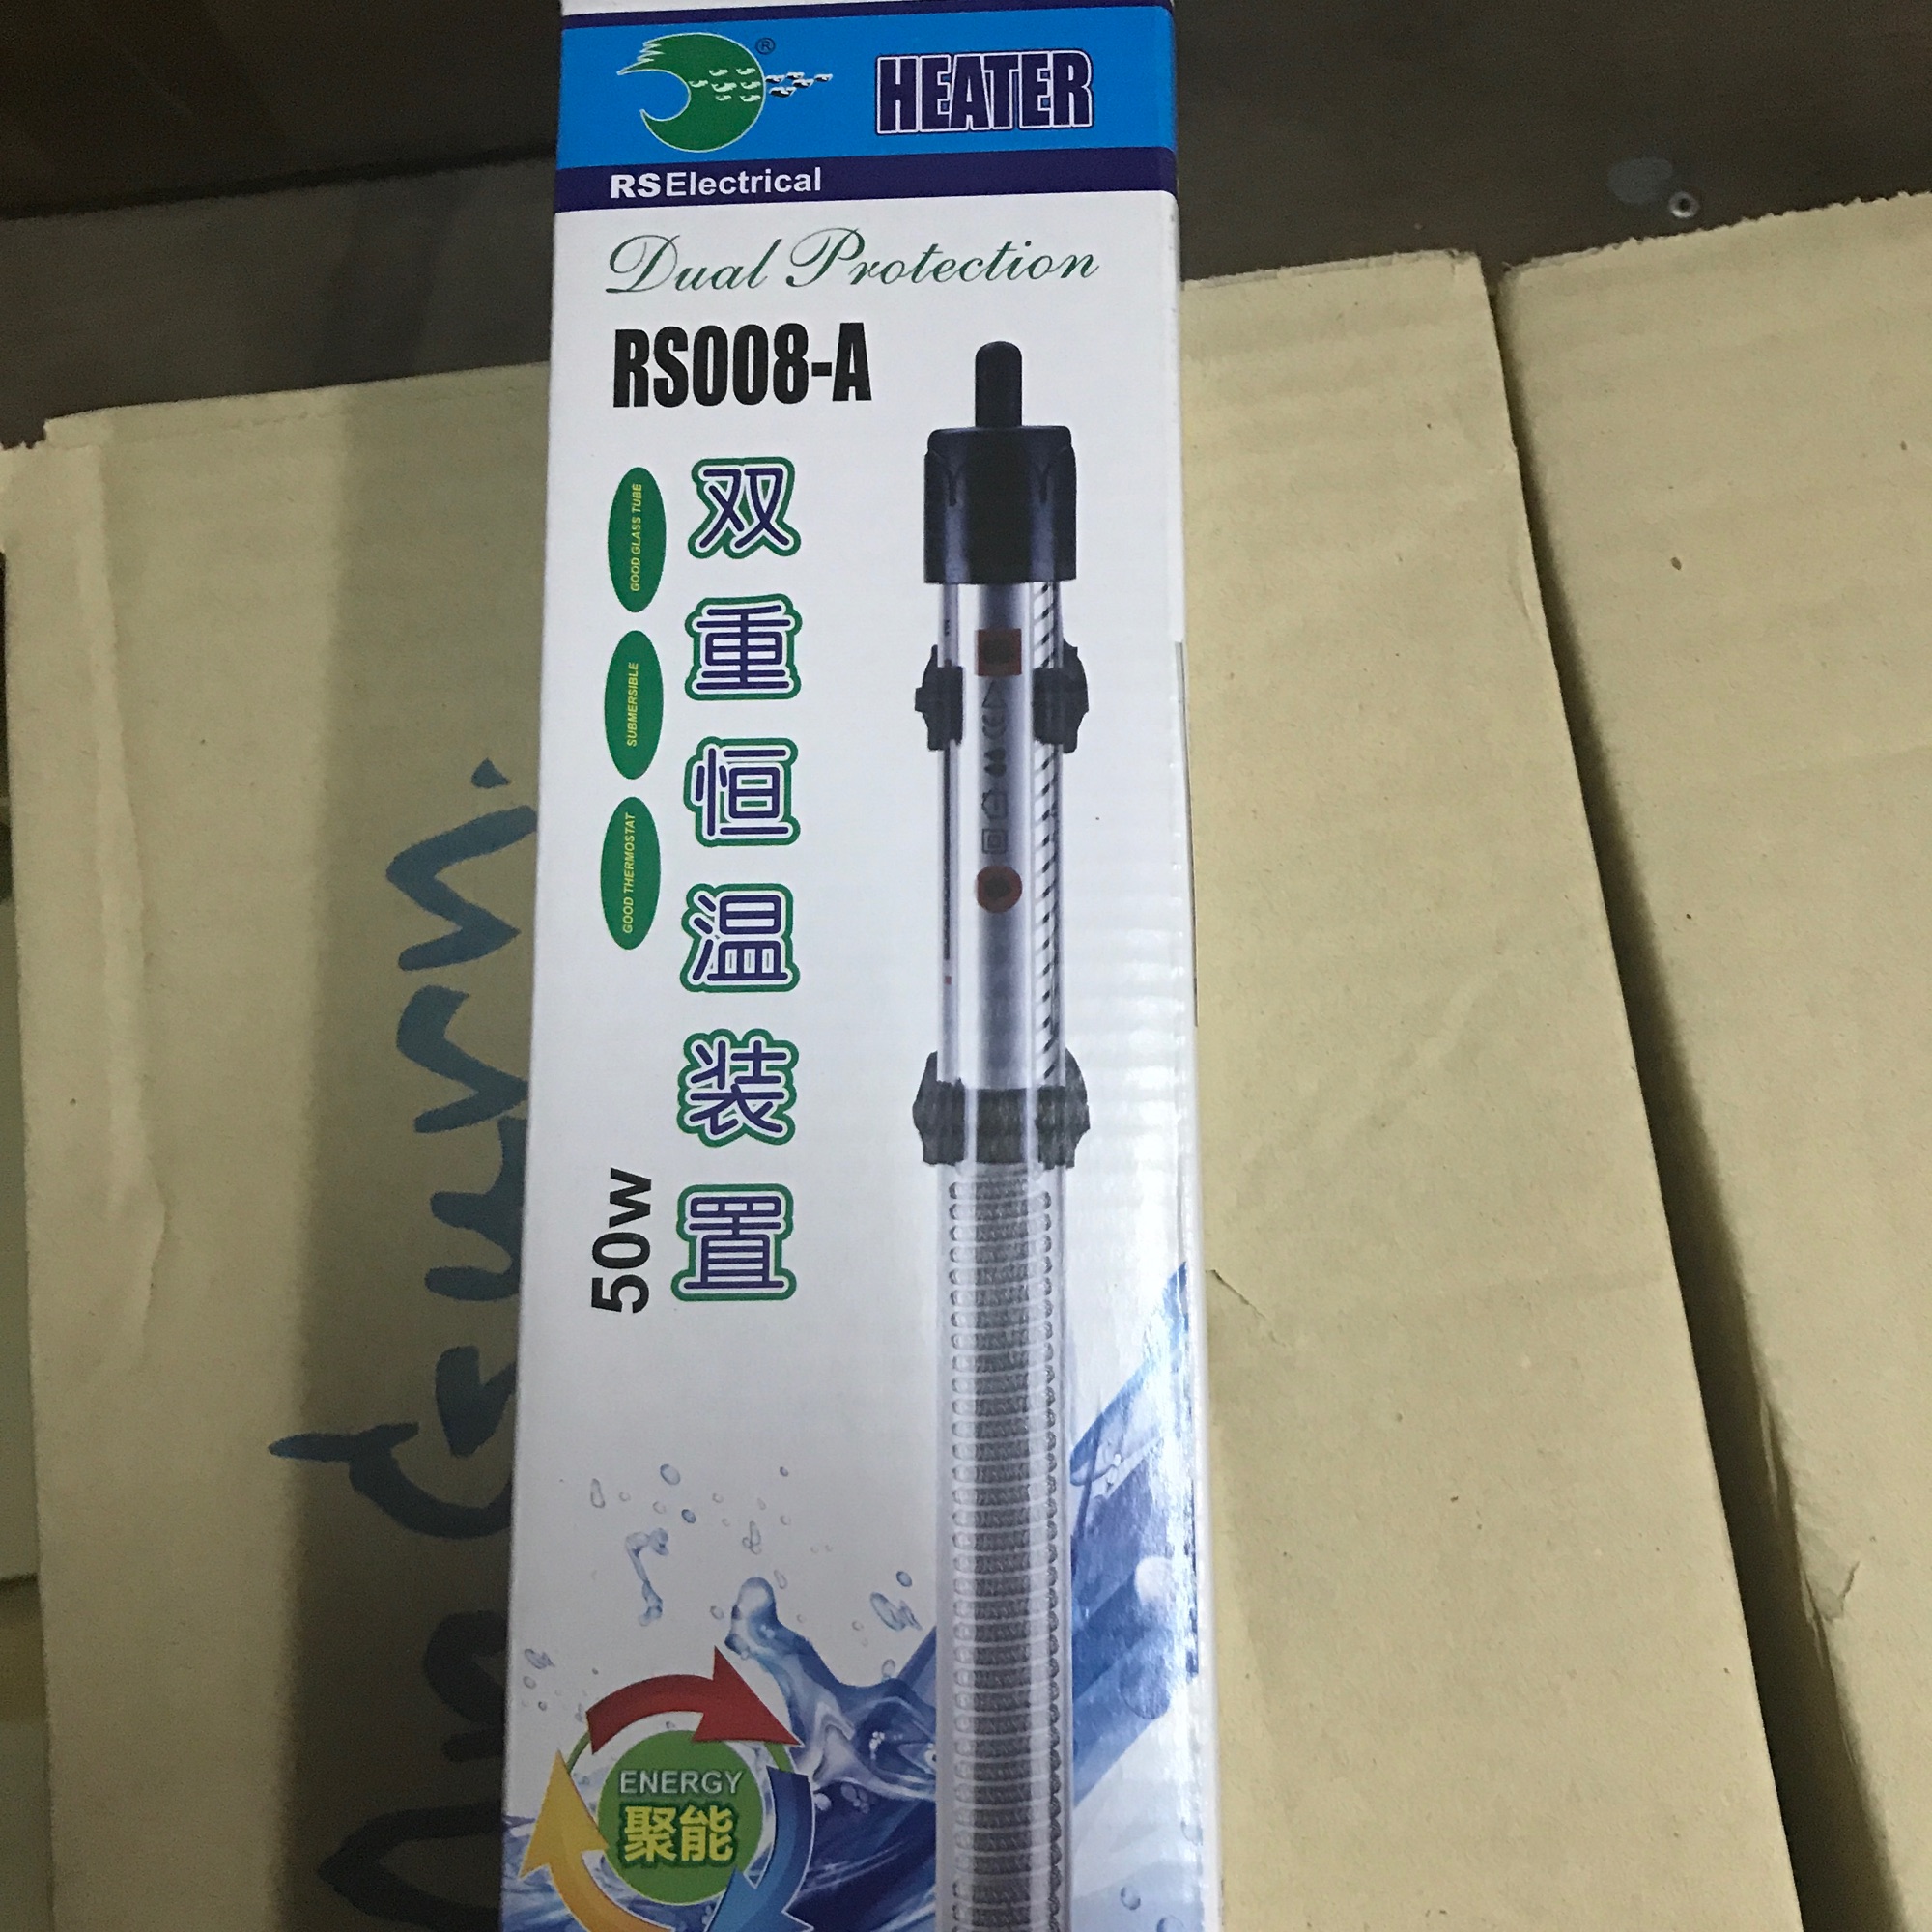 ®
HEATER
RSElectrical
Dual Protection
RS008-A
双重恒温装置
GOOD GLASS TUBE
SUBMERSIBLE
GOOD THERMOSTAT
50w
ENERGY
聚能